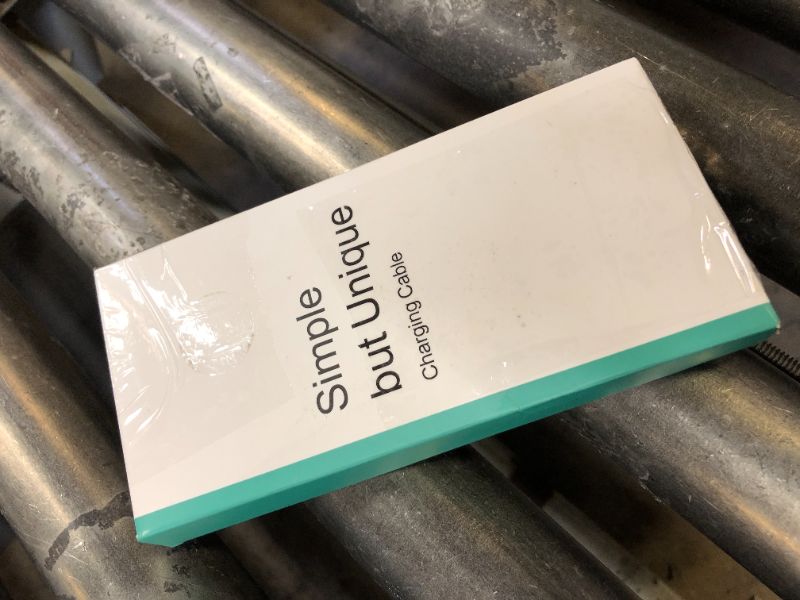 Simple
but Unique
Charging Cable